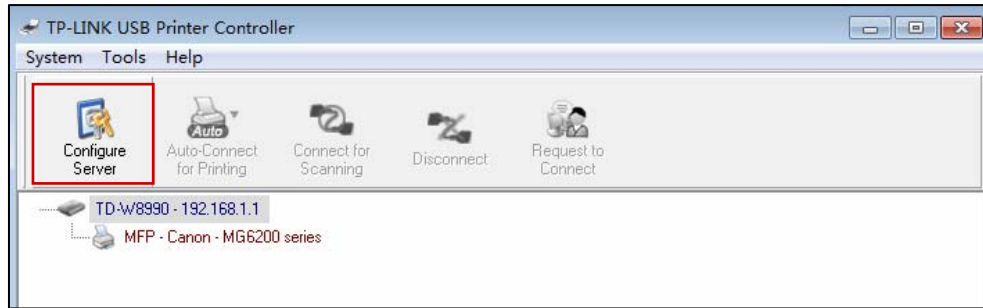 TP-LINK USB Printer Controller
System Tools Help
Auto
Configure Server
Auto-Connect for Printing
Connect for Scanning
Disconnect
Request to Connect
TD-W8990 - 192.168.1.1
MFP - Canon - MG6200 series